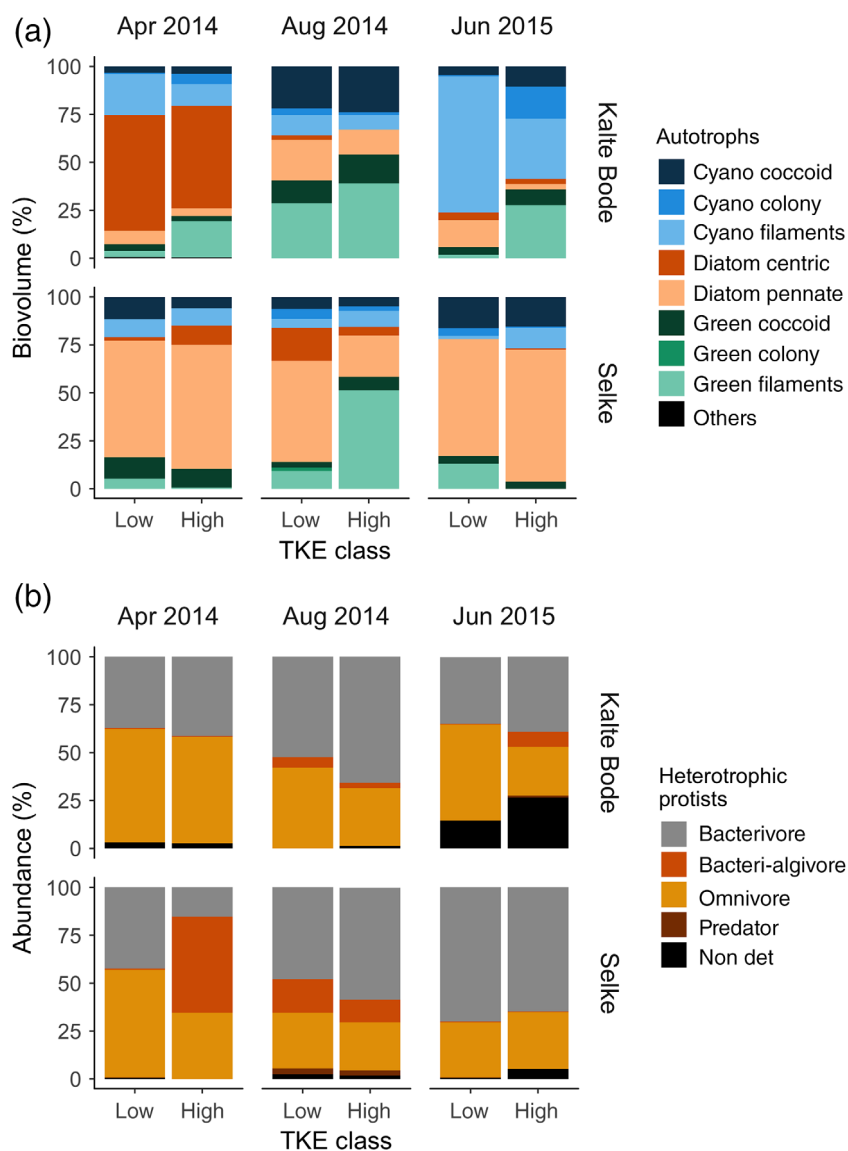 (a)
Apr 2014 Aug 2014 Jun 2015
Biovolume (%)
100
75
50
25
0
Kalte Bode
100
75
50
25
0
Selke
Low High Low High Low High
TKE class
Autotrophs
Cyano coccoid
Cyano colony
Cyano filaments
Diatom centric
Diatom pennate
Green coccoid
Green colony
Green filaments
Others
(b)
Apr 2014 Aug 2014 Jun 2015
Abundance (%)
100
75
50
25
0
Kalte Bode
100
75
50
25
0
Selke
Low High Low High Low High
TKE class
Heterotrophic
protists
Bacterivore
Bacteri-algivore
Omnivore
Predator
Non det